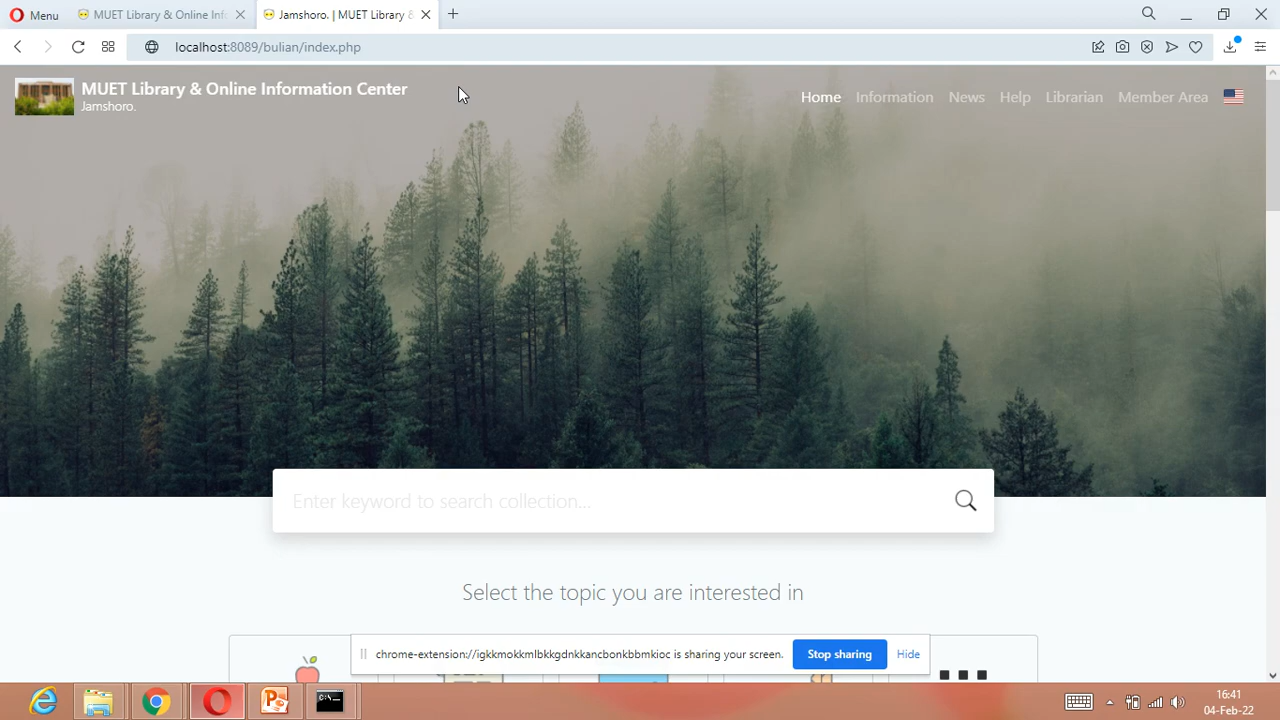 Menu
MUET Library & Online Info
Jamshoro. | MUET Library &
localhost:8089/bulian/index.php
MUET Library & Online Information Center
Jamshoro.
Home Information News Help Librarian Member Area
Enter keyword to search collection...
Select the topic you are interested in
chrome-extension://igkkmokkmlbkkgdnkkancbonkbbmkioc is sharing your screen.
Stop sharing
Hide
16:41
04-Feb-22